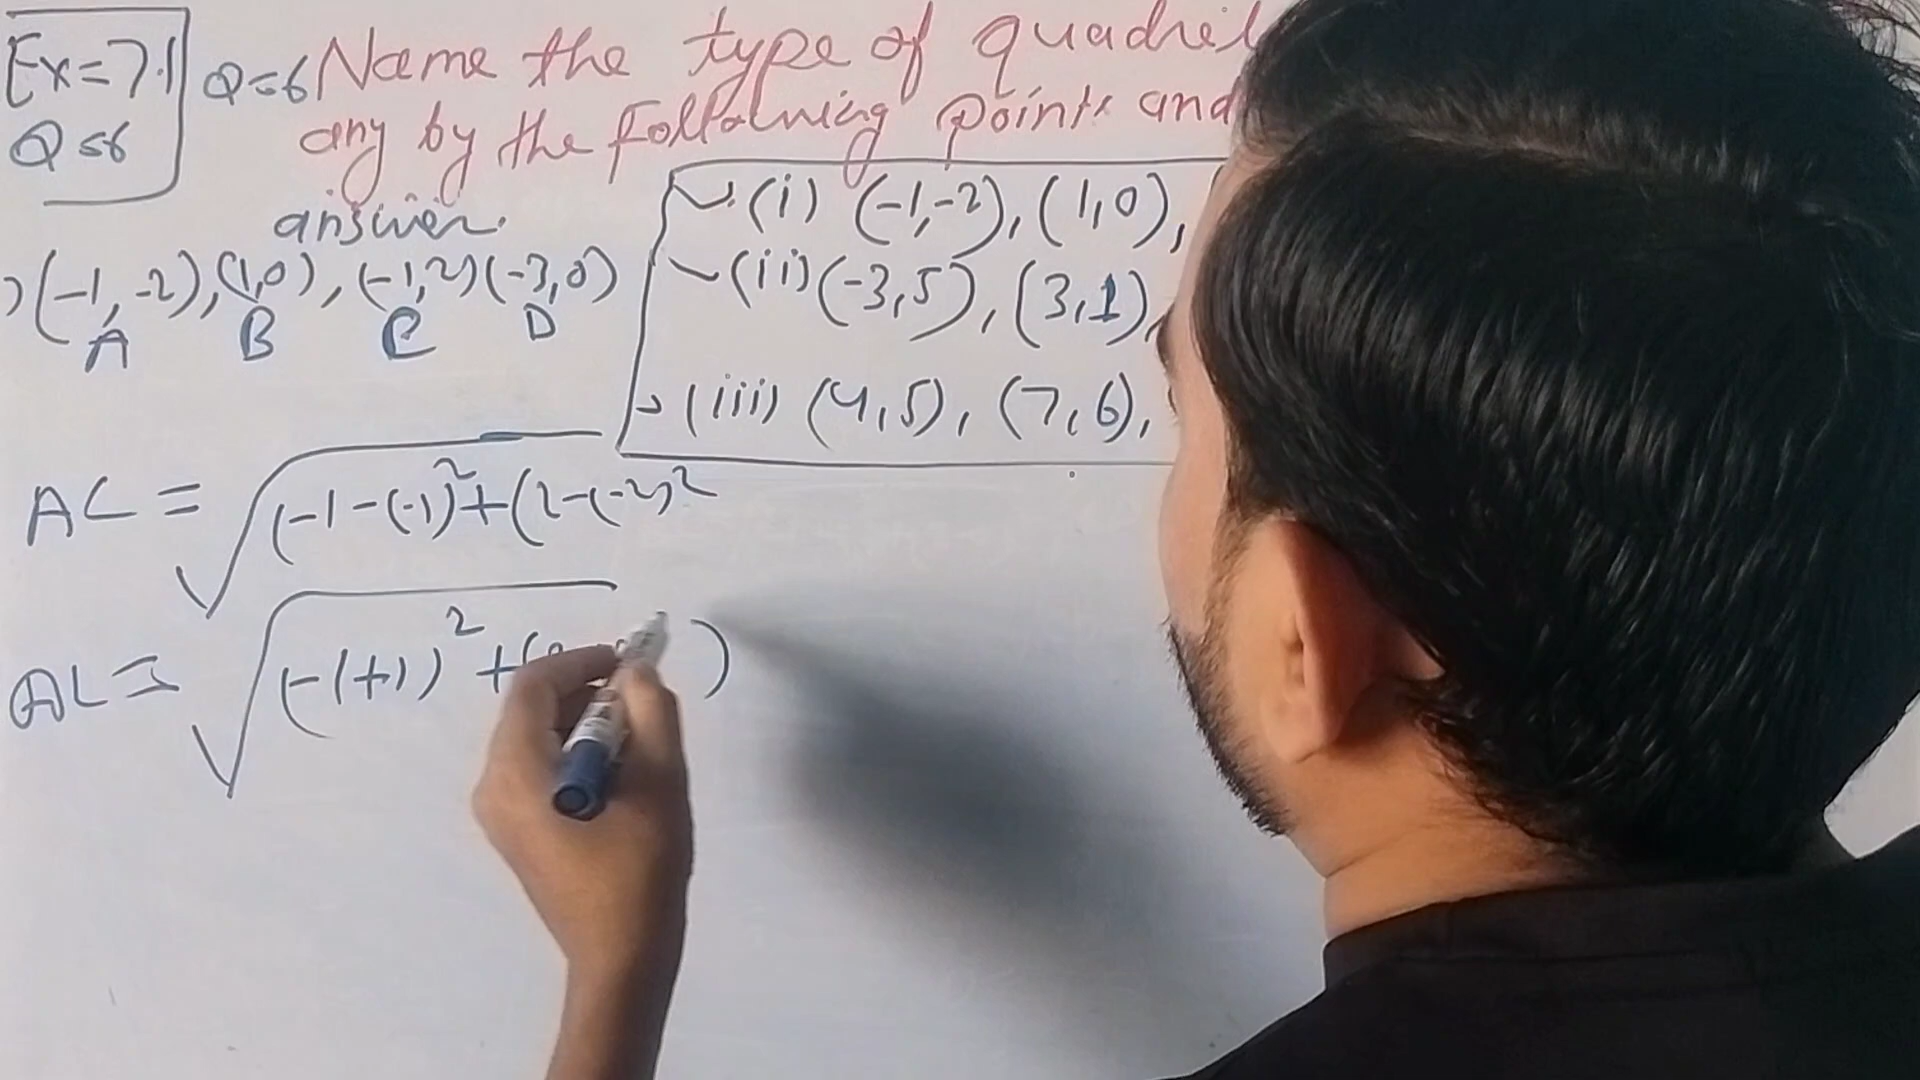 Ex=7.1
Q=6
Q=6 Name the type of quadril
any by the following points and
answer.
(-1,-2), (1,0), (-1,2) (-3,0)
A B C D
(i) (-1,-2), (1,0),
(ii) (-3,5), (3,1),
(iii) (4,5), (7,6),
AC = √(-1-(-1)²+(2-(-2)²
AC = √(-1+1)²+( )